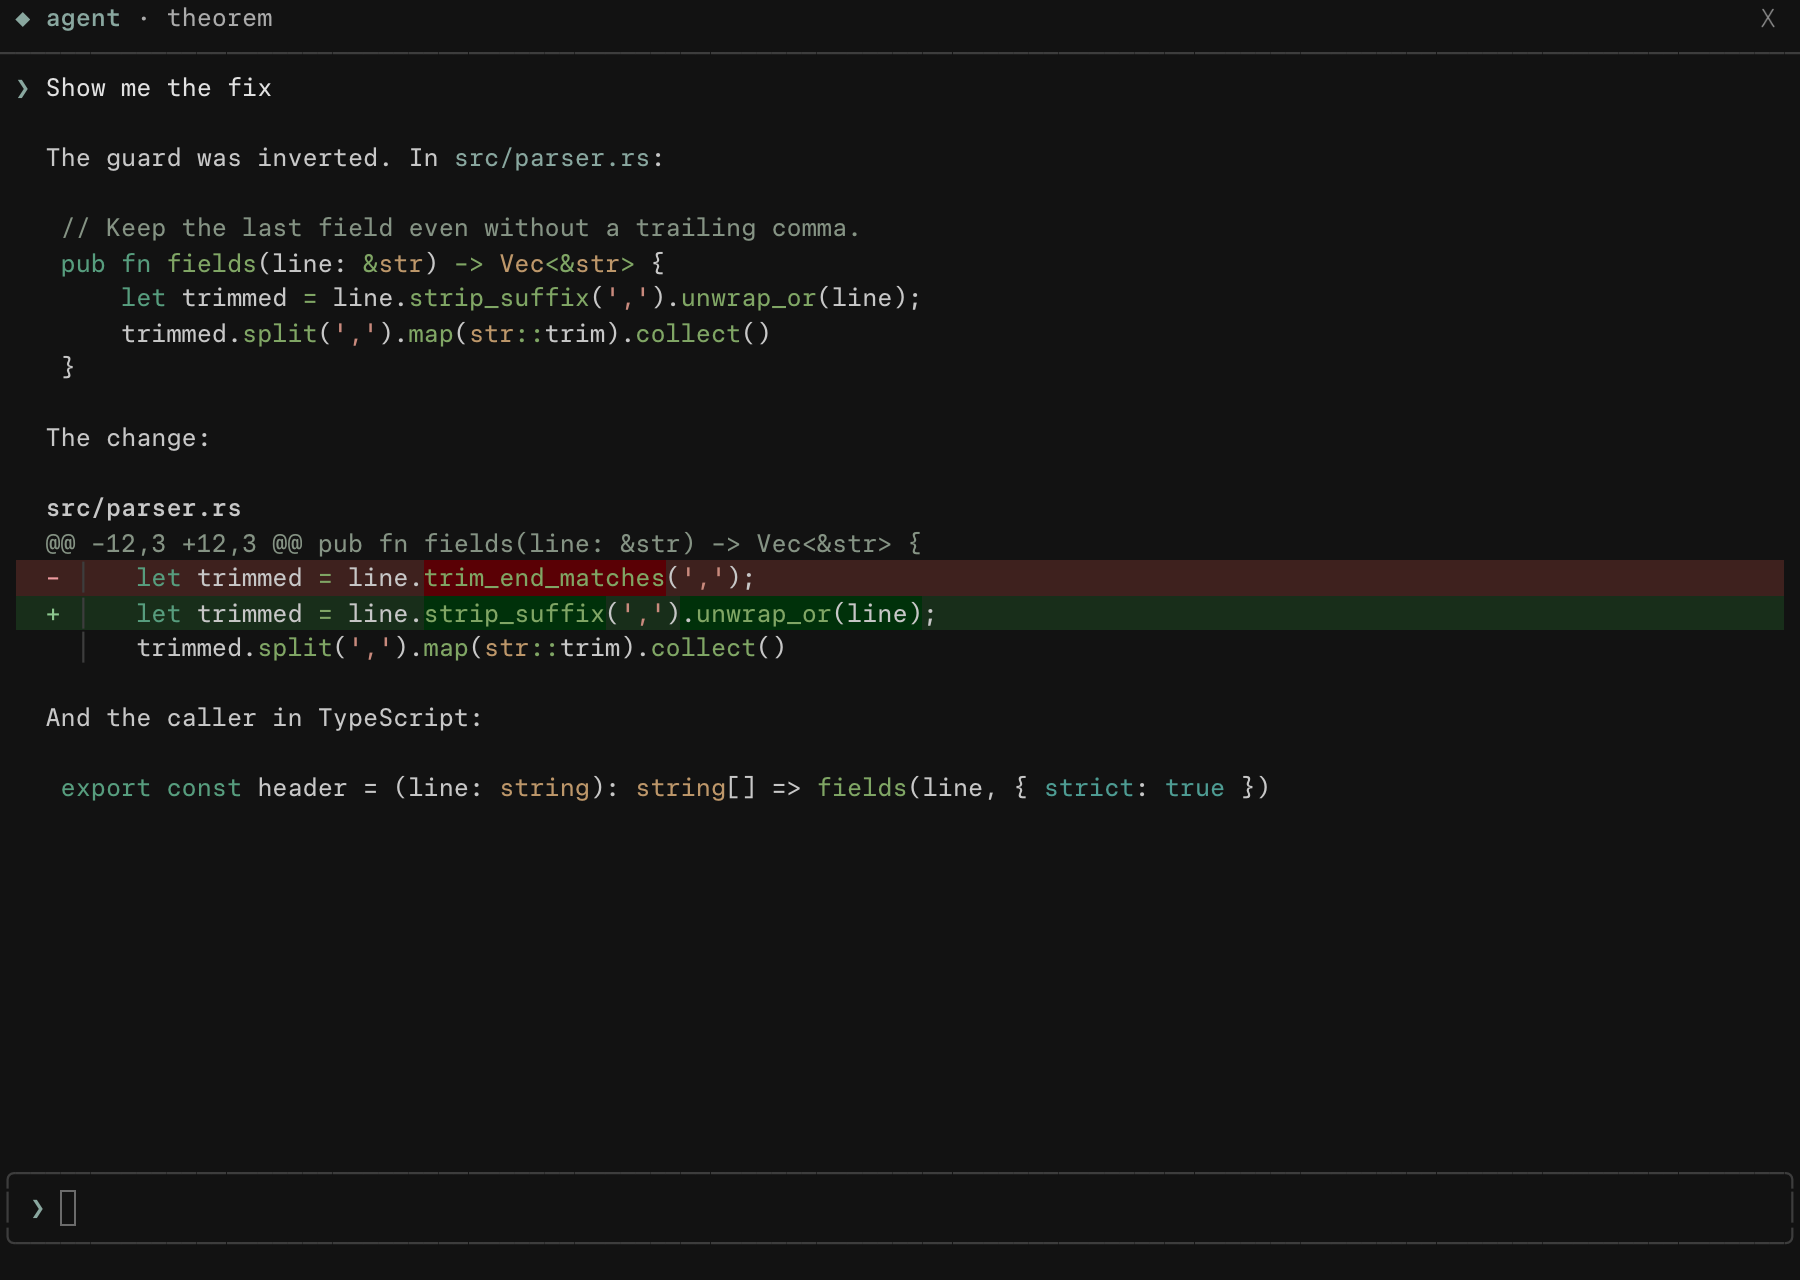 ◆ agent · theorem X
❯ Show me the fix
The guard was inverted. In src/parser.rs:
// Keep the last field even without a trailing comma.
pub fn fields(line: &str) -> Vec<&str> {
    let trimmed = line.strip_suffix(',').unwrap_or(line);
    trimmed.split(',').map(str::trim).collect()
}
The change:
src/parser.rs
@@ -12,3 +12,3 @@ pub fn fields(line: &str) -> Vec<&str> {
- │   let trimmed = line.trim_end_matches(',');
+ │   let trimmed = line.strip_suffix(',').unwrap_or(line);
  │   trimmed.split(',').map(str::trim).collect()
And the caller in TypeScript:
export const header = (line: string): string[] => fields(line, { strict: true })
❯